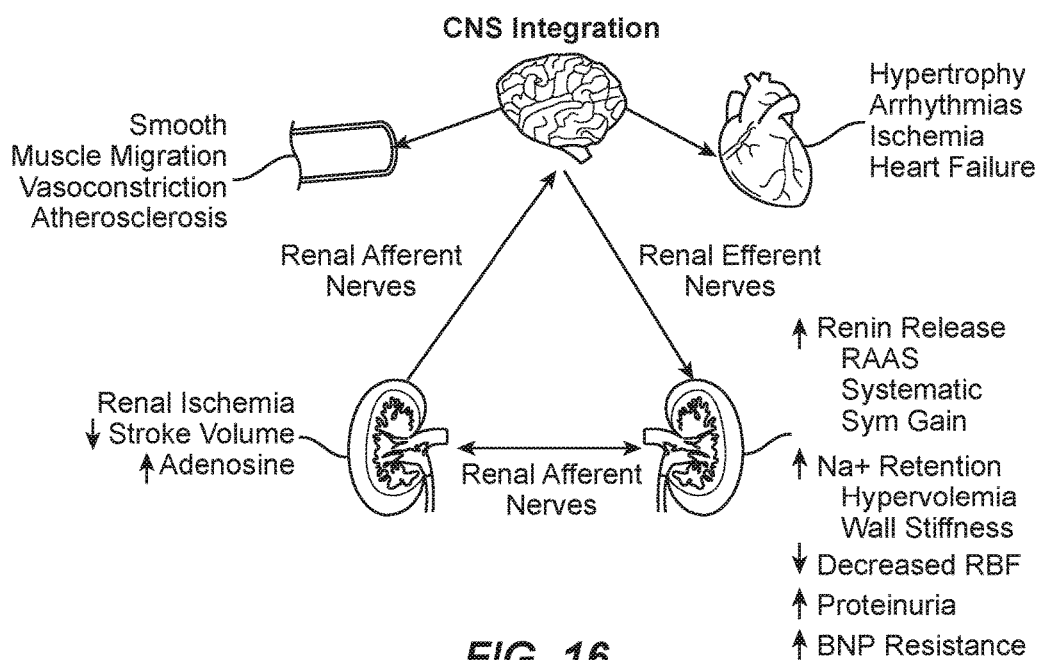 CNS Integration
Smooth
Muscle Migration
Vasoconstriction
Atherosclerosis
Hypertrophy
Arrhythmias
Ischemia
Heart Failure
Renal Afferent
Nerves
Renal Efferent
Nerves
Renal Ischemia
↓ Stroke Volume
↑ Adenosine
Renal Afferent
Nerves
↑ Renin Release
RAAS
Systematic
Sym Gain
↑ Na+ Retention
Hypervolemia
Wall Stiffness
↓ Decreased RBF
↑ Proteinuria
↑ BNP Resistance
FIG. 16